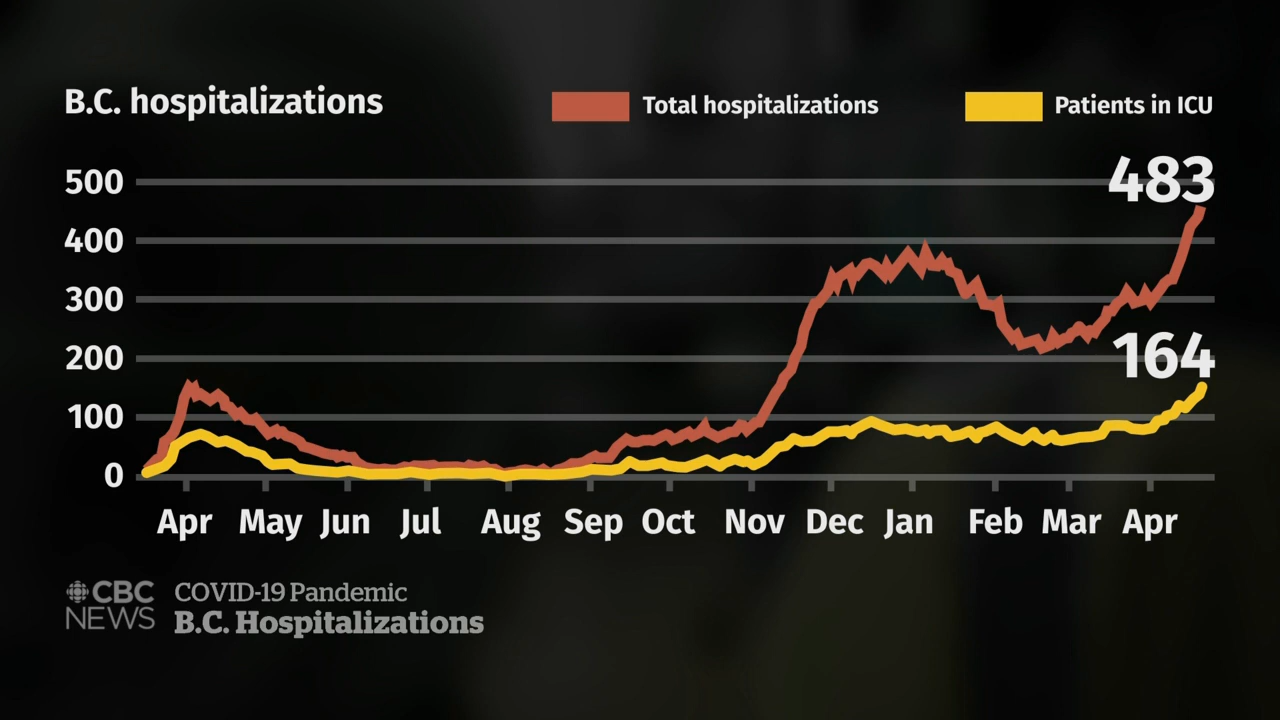 B.C. hospitalizations
Total hospitalizations
Patients in ICU
483
500
400
300
200
164
100
0
Apr May Jun Jul Aug Sep Oct Nov Dec Jan Feb Mar Apr
CBC
NEWS
COVID-19 Pandemic
B.C. Hospitalizations